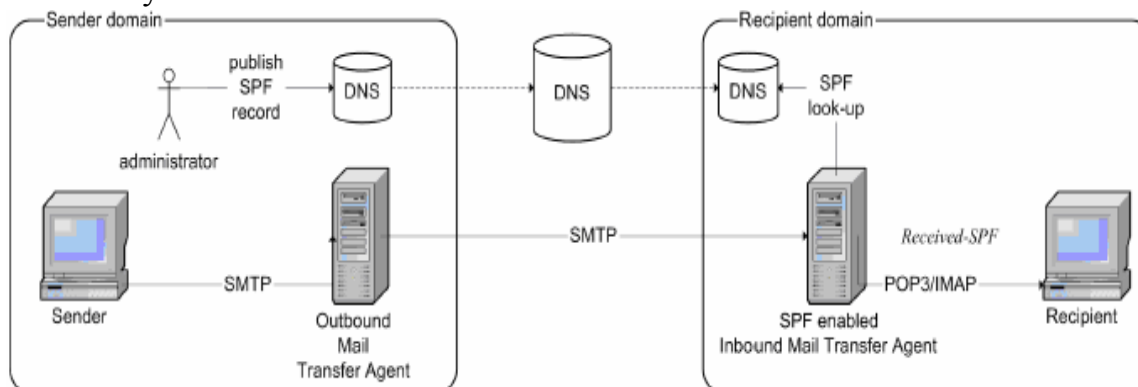 Sender domain
Recipient domain
publish
SPF
record
DNS
DNS
DNS
SPF
look-up
administrator
SMTP
Received-SPF
SMTP
POP3/IMAP
Sender
Outbound
Mail
Transfer Agent
SPF enabled
Inbound Mail Transfer Agent
Recipient